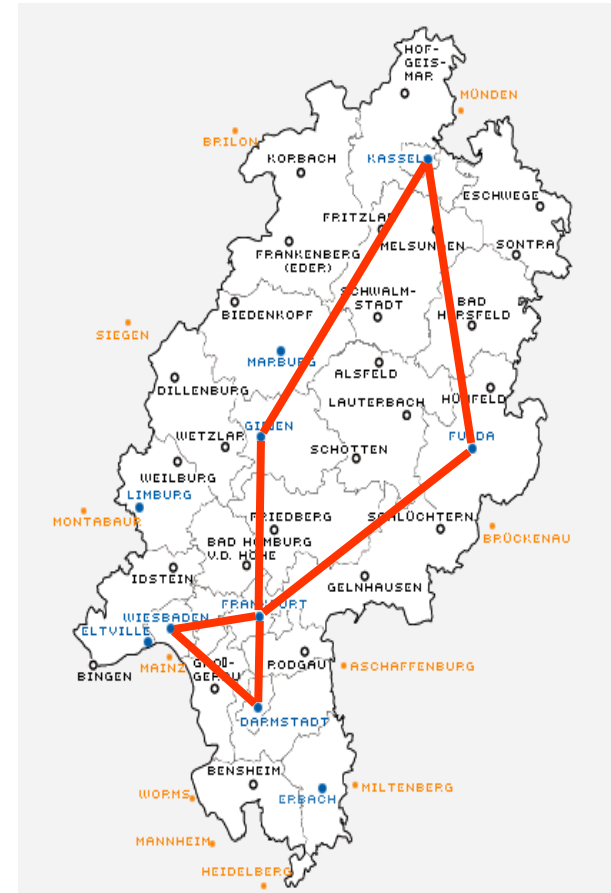 HOF-
GEIS-
MAR
MÜNDEN
BRILON
KORBACH
KASSEL
ESCHWEGE
FRITZLAR
MELSUNGEN
SONTRA
FRANKENBERG
(EDER)
SCHWALM-
STADT
BAD
HERSFELD
BIEDENKOPF
SIEGEN
MARBURG
ALSFELD
DILLENBURG
LAUTERBACH
HÜNFELD
GIEßEN
FULDA
WETZLAR
SCHOTTEN
WEILBURG
LIMBURG
MONTABAUR
FRIEDBERG
SCHLÜCHTERN
BRÜCKENAU
BAD HOMBURG
V.D. HÖHE
IDSTEIN
GELNHAUSEN
FRANKFURT
WIESBADEN
ELTVILLE
MAINZ
GROß-
GERAU
RODGAU
ASCHAFFENBURG
BINGEN
DARMSTADT
BENSHEIM
WORMS
ERBACH
MILTENBERG
MANNHEIM
HEIDELBERG